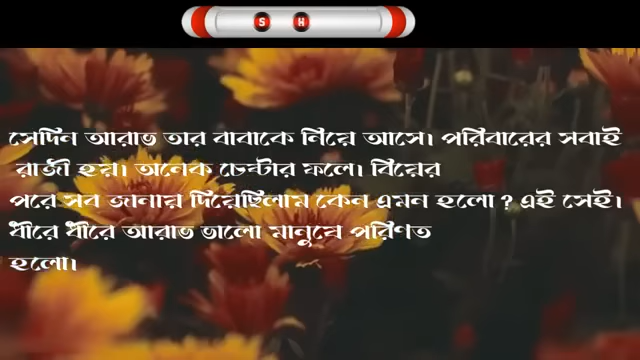 S H
সেদিন আরাভ তার বাবাকে নিয়ে আসে। পরিবারের সবাই
রাজী হয়। অনেক চেষ্টার ফলে। বিয়ের
পরে সব জানায় দিয়েছিলাম কেন এমন হলো ? এই সেই।
ধীরে ধীরে আরাভ ভালো মানুষে পরিণত
হলো।